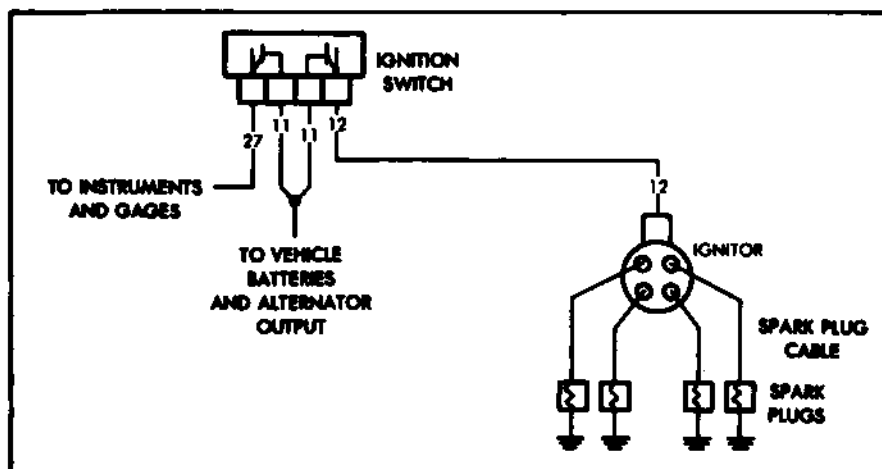 IGNITION
SWITCH
27
11
11
12
TO INSTRUMENTS
AND GAGES
12
TO VEHICLE
BATTERIES
AND ALTERNATOR
OUTPUT
IGNITOR
SPARK PLUG
CABLE
SPARK
PLUGS